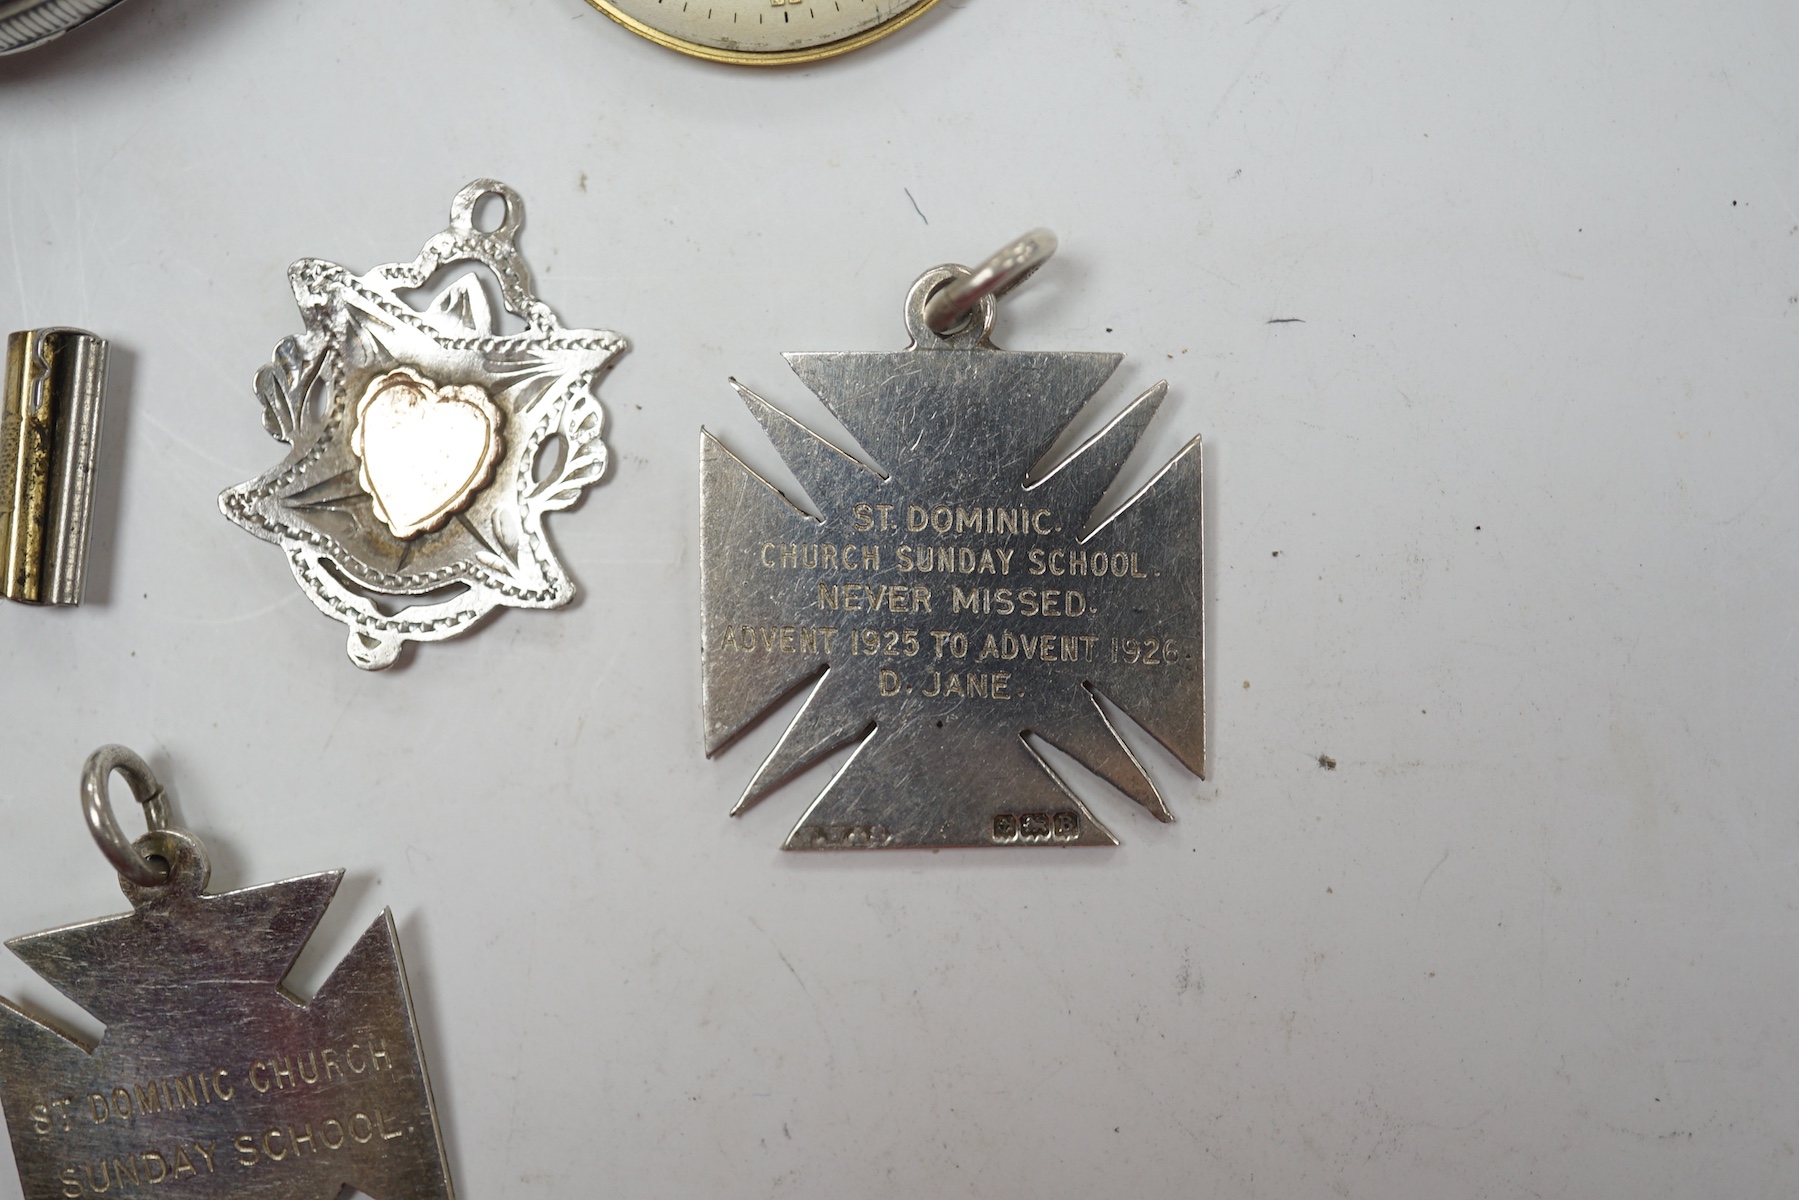 ST. DOMINIC.
CHURCH SUNDAY SCHOOL.
NEVER MISSED.
ADVENT 1925 TO ADVENT 1926.
D. JANE.
ST DOMINIC CHURCH
SUNDAY SCHOOL.